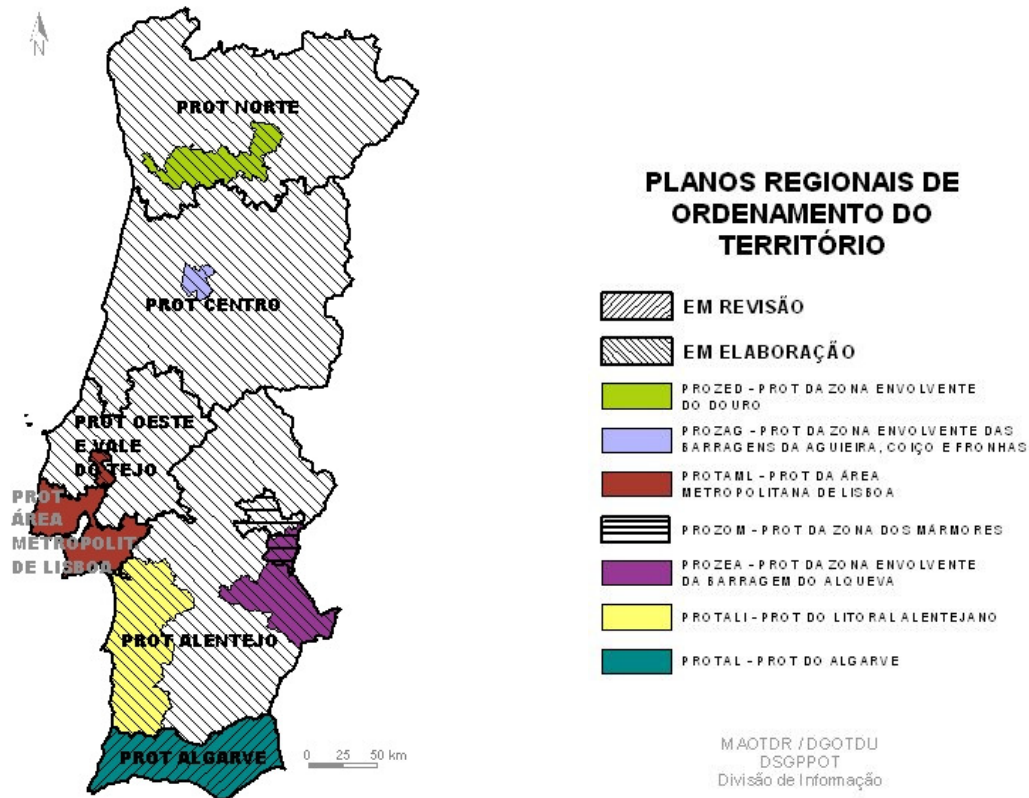 N
PROT NORTE
PROT CENTRO
PROT OESTE
E VALE
DO TEJO
PROT
ÁREA
METROPOLIT
DE LISBOA
PROT ALENTEJO
PROT ALGARVE
0 25 50 km
PLANOS REGIONAIS DE
ORDENAMENTO DO
TERRITÓRIO
EM REVISÃO
EM ELABORAÇÃO
PROZED - PROT DA ZONA ENVOLVENTE
DO DOURO
PROZAG - PROT DA ZONA ENVOLVENTE DAS
BARRAGENS DA AGUIEIRA, COIÇO E FRONHAS
PROTAML - PROT DA ÁREA
METROPOLITANA DE LISBOA
PROZOM - PROT DA ZONA DOS MÁRMORES
PROZEA - PROT DA ZONA ENVOLVENTE
DA BARRAGEM DO ALQUEVA
PROTALI - PROT DO LITORAL ALENTEJANO
PROTAL - PROT DO ALGARVE
MAOTDR / DGOTDU
DSGPPOT
Divisão de Informação